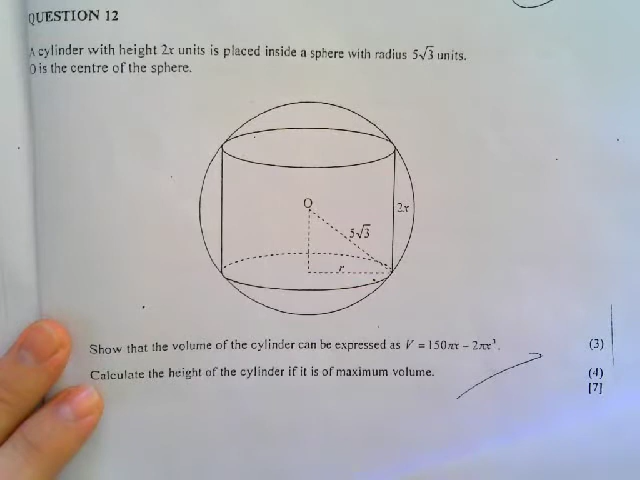 QUESTION 12
A cylinder with height 2x units is placed inside a sphere with radius 5√3 units.
O is the centre of the sphere.
O
2x
5√3
r
Show that the volume of the cylinder can be expressed as V = 150πx – 2πx³. (3)
Calculate the height of the cylinder if it is of maximum volume. (4)
[7]